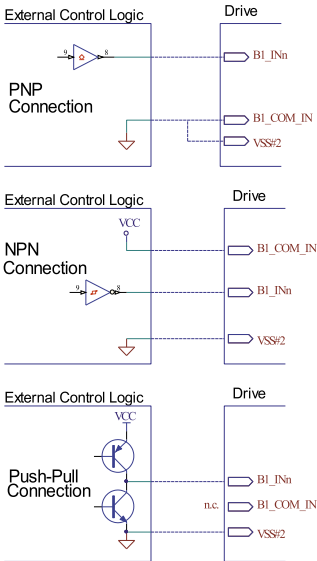 External Control Logic Drive
9 8 B1_INn
PNP
Connection
B1_COM_IN
VSS#2
External Control Logic Drive
VCC
NPN
Connection
B1_COM_IN
9 8 B1_INn
VSS#2
External Control Logic Drive
VCC
Push-Pull
Connection
B1_INn
n.c. B1_COM_IN
VSS#2